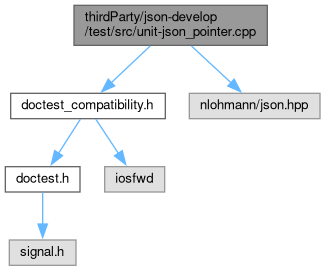 thirdParty/json-develop
/test/src/unit-json_pointer.cpp
doctest_compatibility.h
nlohmann/json.hpp
doctest.h
iosfwd
signal.h